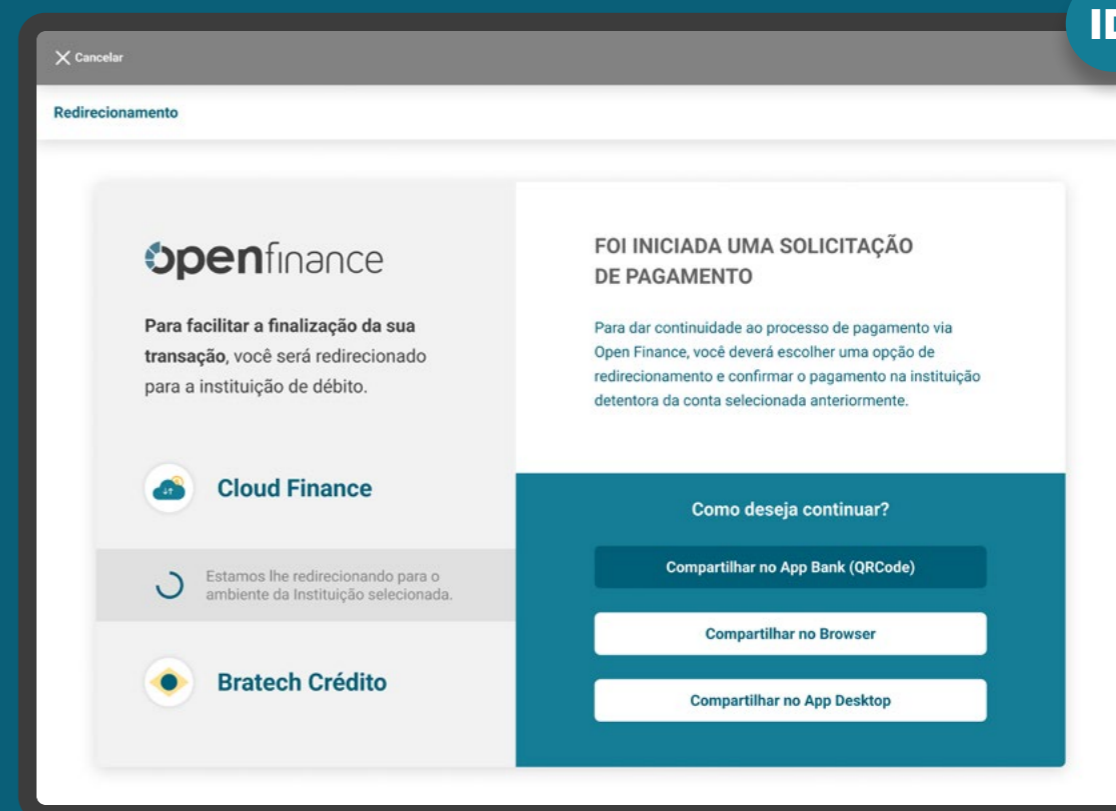 ID
Cancelar
Redirecionamento
openfinance
Para facilitar a finalização da sua
transação, você será redirecionado
para a instituição de débito.
Cloud Finance
Estamos lhe redirecionando para o
ambiente da Instituição selecionada.
Bratech Crédito
FOI INICIADA UMA SOLICITAÇÃO
DE PAGAMENTO
Para dar continuidade ao processo de pagamento via
Open Finance, você deverá escolher uma opção de
redirecionamento e confirmar o pagamento na instituição
detentora da conta selecionada anteriormente.
Como deseja continuar?
Compartilhar no App Bank (QRCode)
Compartilhar no Browser
Compartilhar no App Desktop